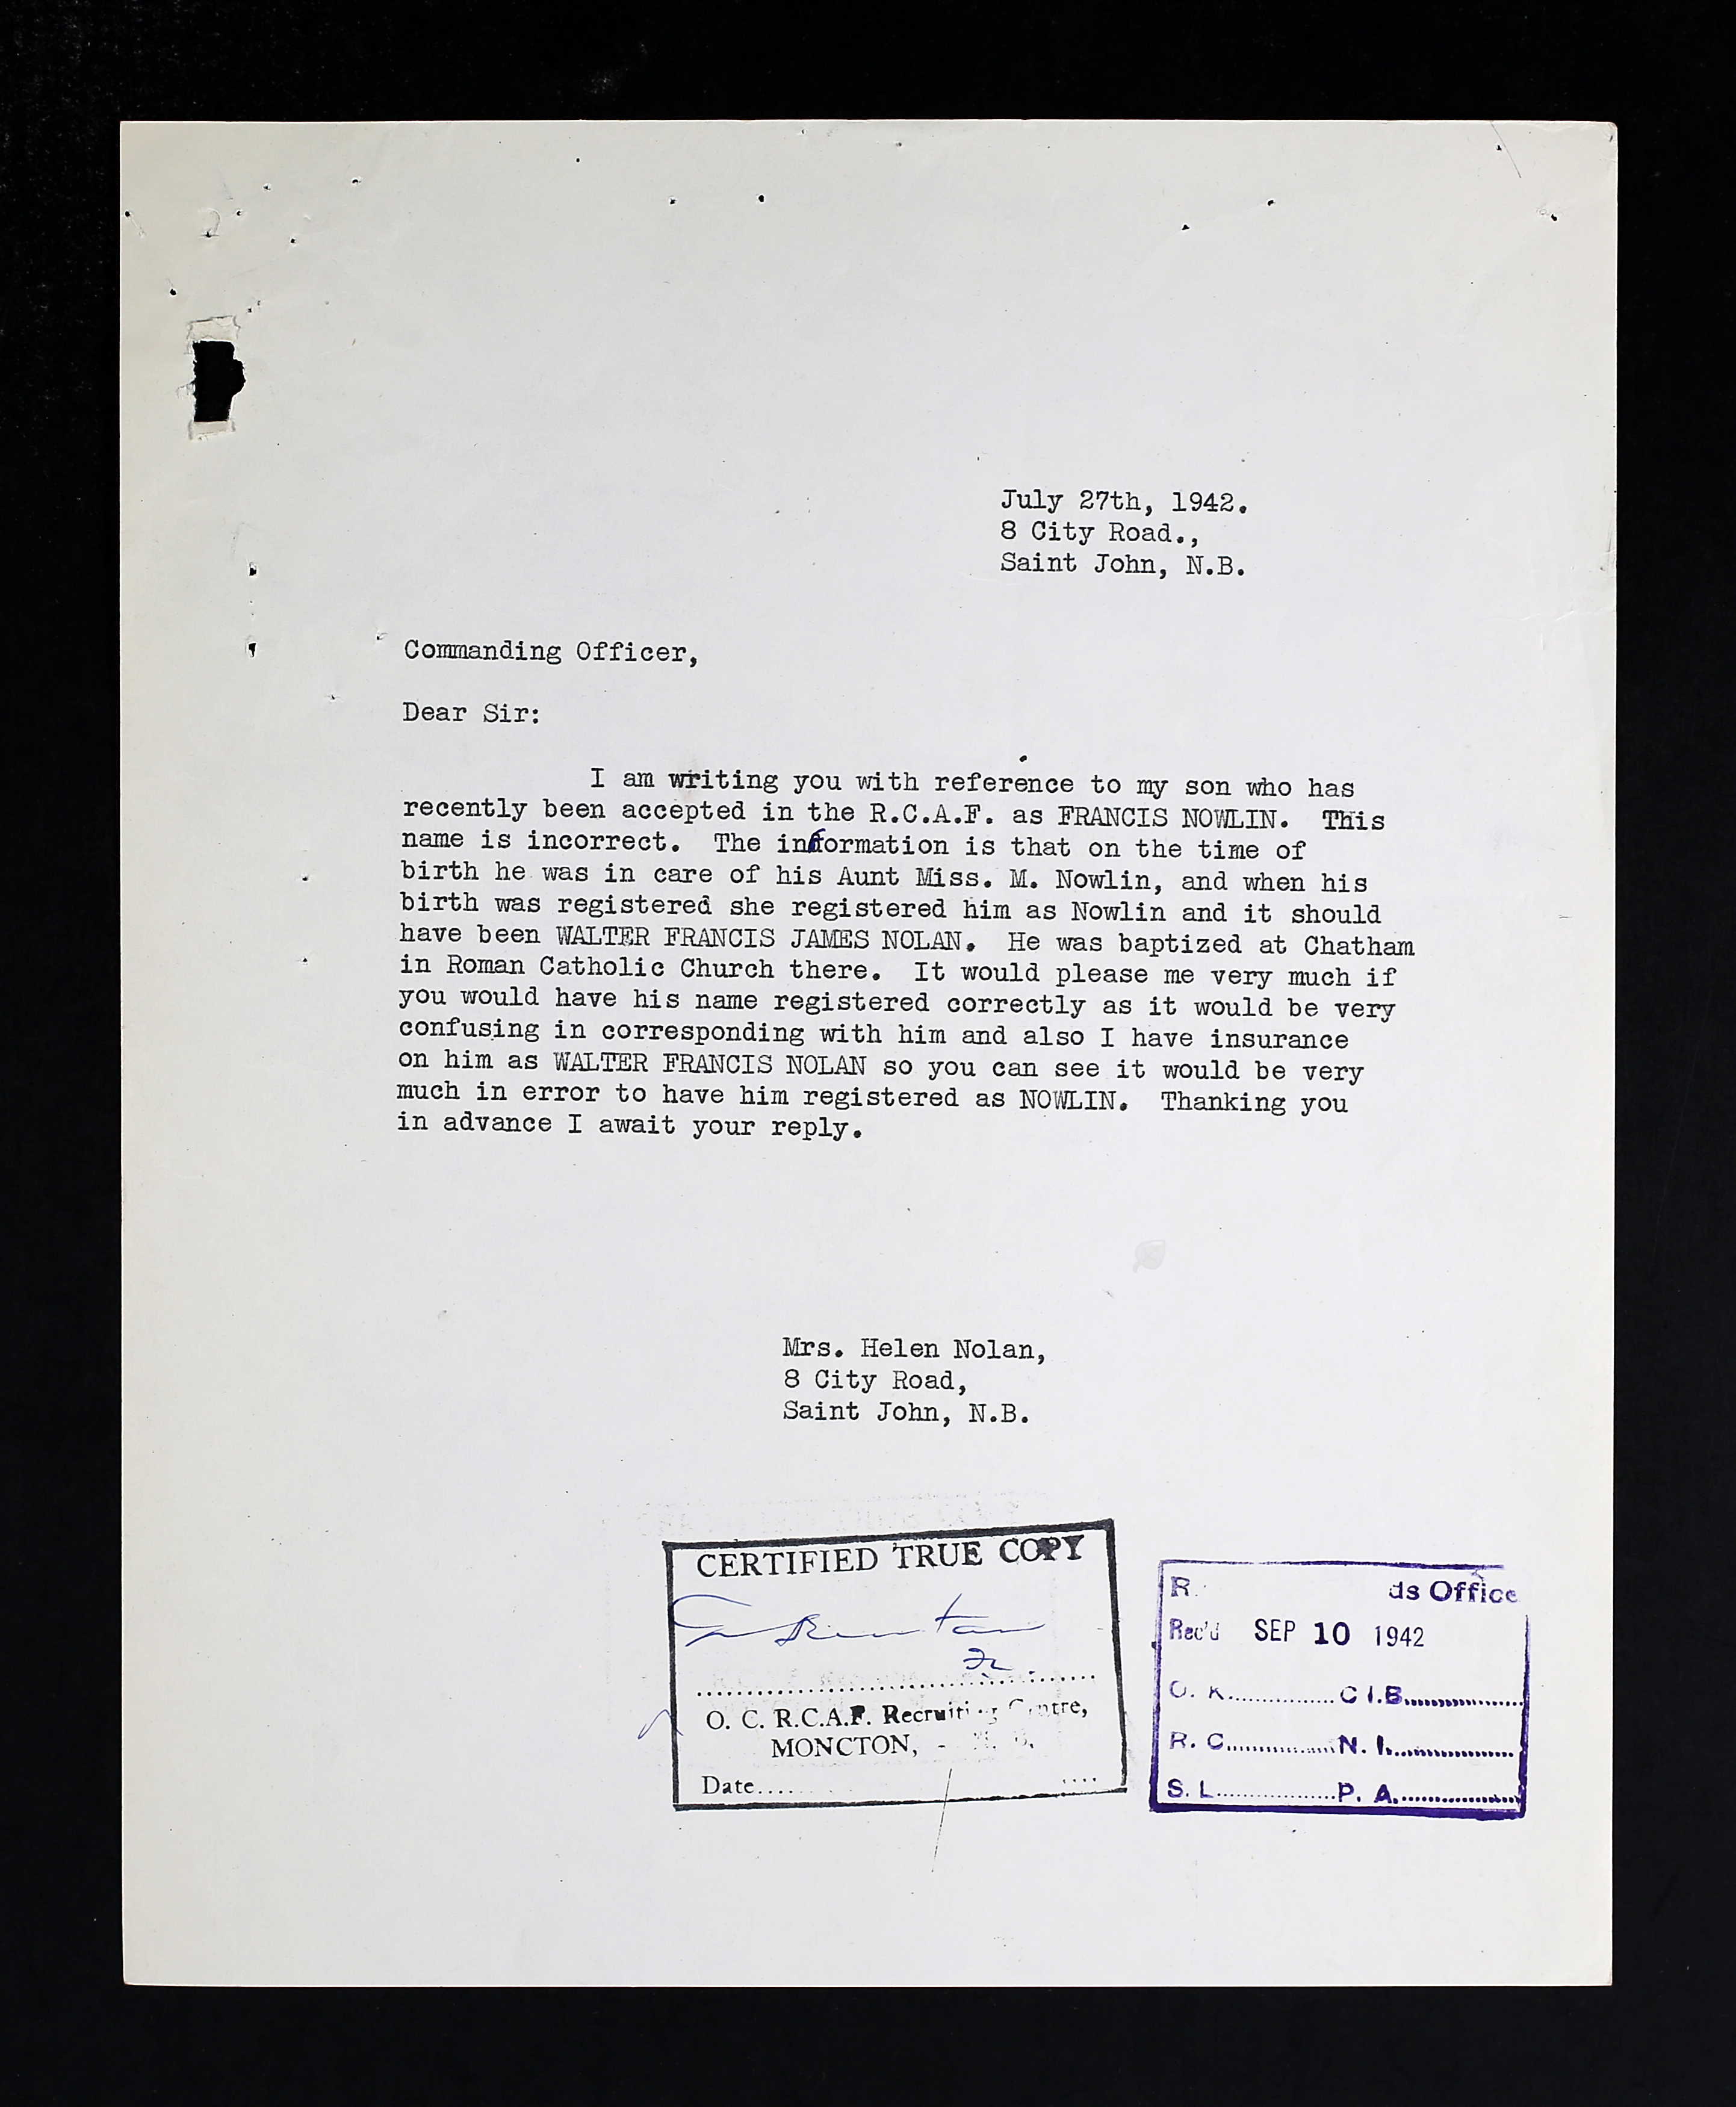 July 27th, 1942.
8 City Road.,
Saint John, N.B.
Commanding Officer,
Dear Sir:
I am writing you with reference to my son who has
recently been accepted in the R.C.A.F. as FRANCIS NOWLIN. This
name is incorrect. The information is that on the time of
birth he was in care of his Aunt Miss. M. Nowlin, and when his
birth was registered she registered him as Nowlin and it should
have been WALTER FRANCIS JAMES NOLAN. He was baptized at Chatham
in Roman Catholic Church there. It would please me very much if
you would have his name registered correctly as it would be very
confusing in corresponding with him and also I have insurance
on him as WALTER FRANCIS NOLAN so you can see it would be very
much in error to have him registered as NOWLIN. Thanking you
in advance I await your reply.
Mrs. Helen Nolan,
8 City Road,
Saint John, N.B.
CERTIFIED TRUE COPY
O. C. R.C.A.F. Recruiting Centre,
MONCTON, - N. B.
Date....
R. ds Office
Rec'd SEP 10 1942
O. K..........C I.B..........
R. C..........N. I..........
S. L..........P. A..........